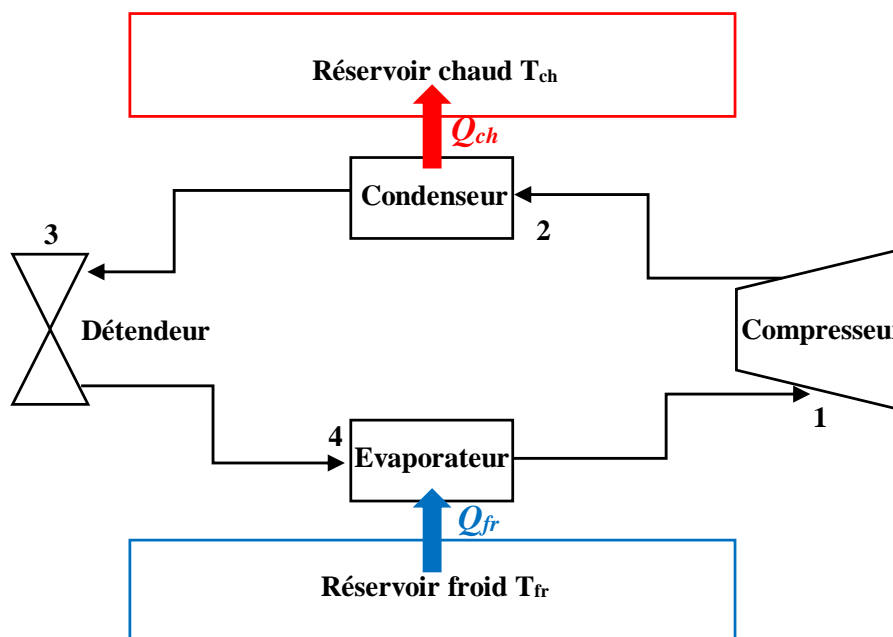 Réservoir chaud Tch
Qch
Condenseur
2
3
Détendeur
Compresseur
1
4
Evaporateur
Qfr
Réservoir froid Tfr